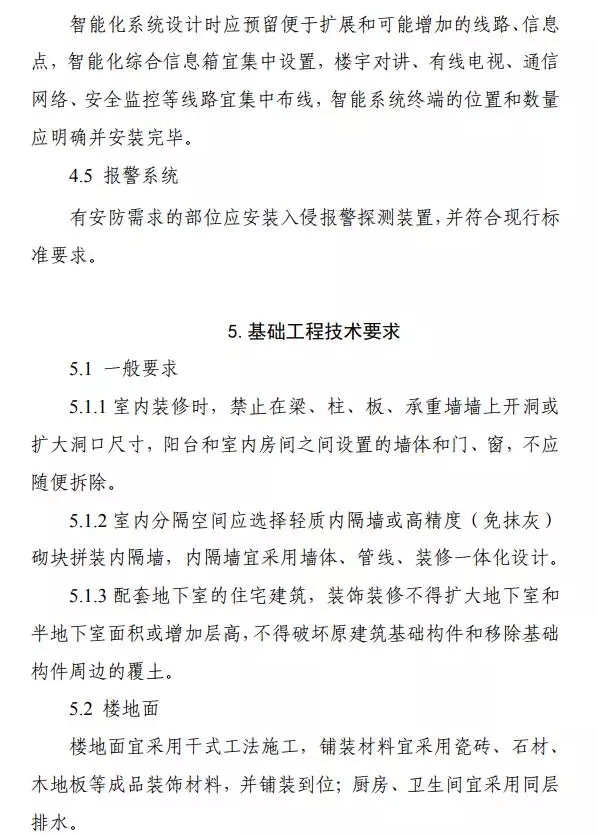 智能化系统设计时应预留便于扩展和可能增加的线路、信息
点，智能化综合信息箱宜集中设置，楼宇对讲、有线电视、通信
网络、安全监控等线路宜集中布线，智能系统终端的位置和数量
应明确并安装完毕。
4.5 报警系统
有安防需求的部位应安装入侵报警探测装置，并符合现行标
准要求。
5. 基础工程技术要求
5.1 一般要求
5.1.1 室内装修时，禁止在梁、柱、板、承重墙墙上开洞或
扩大洞口尺寸，阳台和室内房间之间设置的墙体和门、窗，不应
随便拆除。
5.1.2 室内分隔空间应选择轻质内隔墙或高精度（免抹灰）
砌块拼装内隔墙，内隔墙宜采用墙体、管线、装修一体化设计。
5.1.3 配套地下室的住宅建筑，装饰装修不得扩大地下室和
半地下室面积或增加层高，不得破坏原建筑基础构件和移除基础
构件周边的覆土。
5.2 楼地面
楼地面宜采用干式工法施工，铺装材料宜采用瓷砖、石材、
木地板等成品装饰材料，并铺装到位；厨房、卫生间宜采用同层
排水。